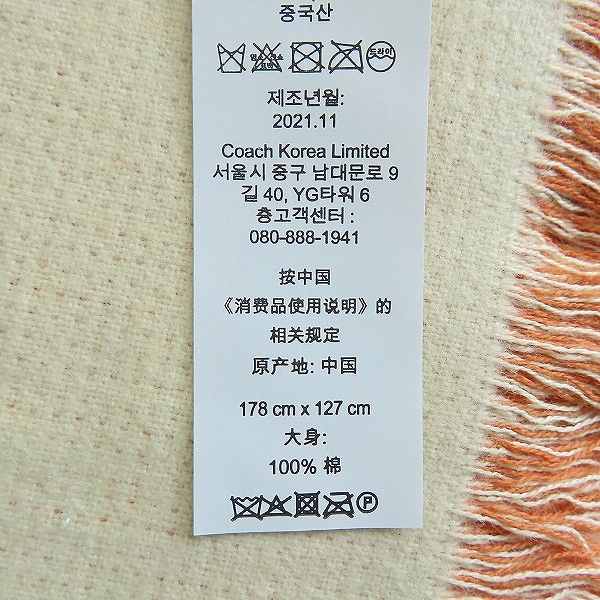 중국산
드라이
제조년월:
2021.11
Coach Korea Limited
서울시 중구 남대문로 9
길 40, YG타워 6
층고객센터 :
080-888-1941
按中国
《消费品使用说明》的
相关规定
原产地: 中国
178 cm x 127 cm
大身:
100% 棉
P